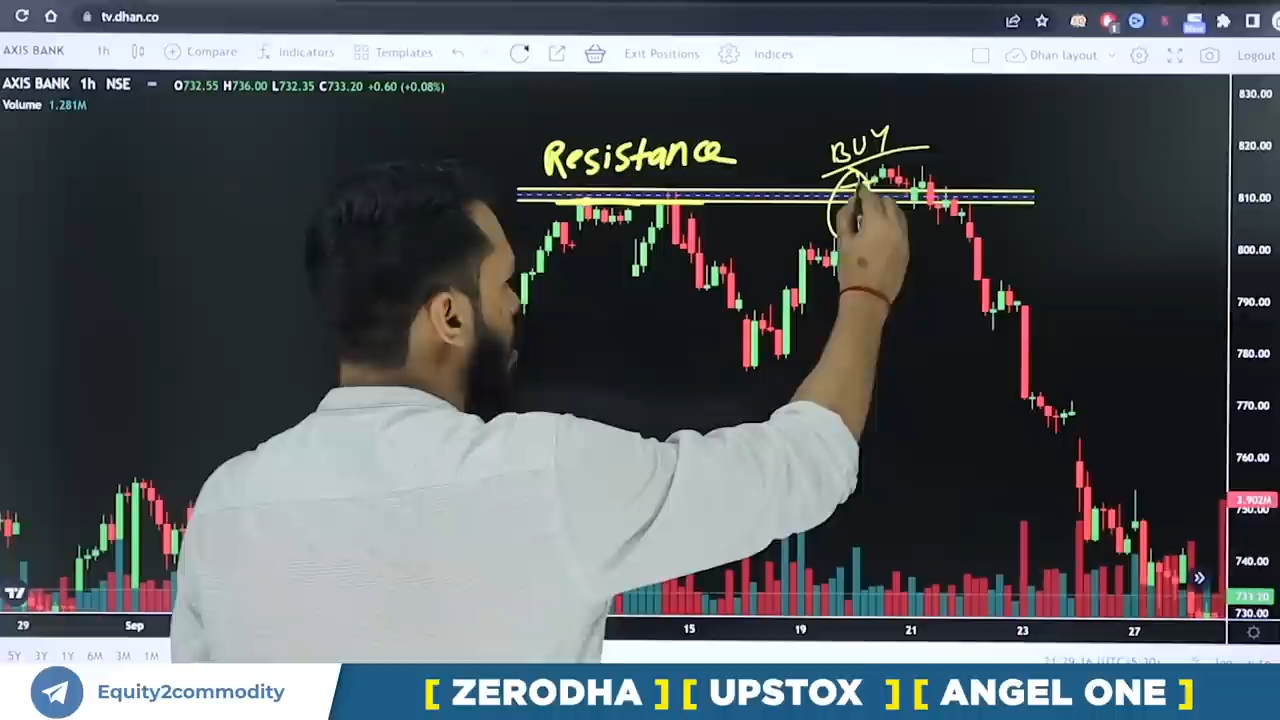 tv.dhan.co
AXIS BANK 1h Compare Indicators Templates Exit Positions Indices Dhan layout Logout
AXIS BANK 1h NSE O732.55 H736.00 L732.35 C733.20 +0.60 (+0.08%)
Volume 1.281M
830.00
820.00
810.00
800.00
790.00
780.00
770.00
760.00
3.902M
750.00
740.00
733.20
730.00
Resistance
BUY
29 Sep 15 19 21 23 27
5Y 3Y 1Y 6M 3M 1M
Equity2commodity
[ ZERODHA ] [ UPSTOX ] [ ANGEL ONE ]